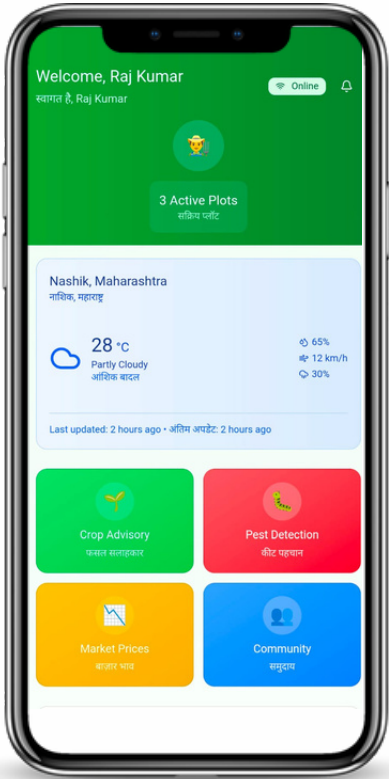 Welcome, Raj Kumar
स्वागत है, Raj Kumar
Online
3 Active Plots
सक्रिय प्लॉट
Nashik, Maharashtra
नाशिक, महाराष्ट्र
28 °C
Partly Cloudy
आंशिक बादल
65%
12 km/h
30%
Last updated: 2 hours ago • अंतिम अपडेट: 2 hours ago
Crop Advisory
फसल सलाहकार
Pest Detection
कीट पहचान
Market Prices
बाज़ार भाव
Community
समुदाय